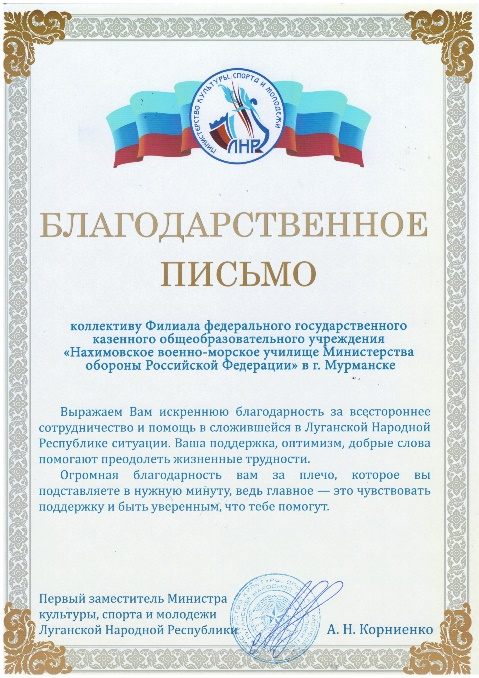 МИНИСТЕРСТВО КУЛЬТУРЫ, СПОРТА И МОЛОДЕЖИ
ЛНР
БЛАГОДАРСТВЕННОЕ
ПИСЬМО
коллективу Филиала федерального государственного
казенного общеобразовательного учреждения
«Нахимовское военно-морское училище Министерства
обороны Российской Федерации» в г. Мурманске
Выражаем Вам искреннюю благодарность за всестороннее
сотрудничество и помощь в сложившейся в Луганской Народной
Республике ситуации. Ваша поддержка, оптимизм, добрые слова
помогают преодолеть жизненные трудности.
Огромная благодарность вам за плечо, которое вы
подставляете в нужную минуту, ведь главное — это чувствовать
поддержку и быть уверенным, что тебе помогут.
Первый заместитель Министра
культуры, спорта и молодежи
Луганской Народной Республики
А. Н. Корниенко